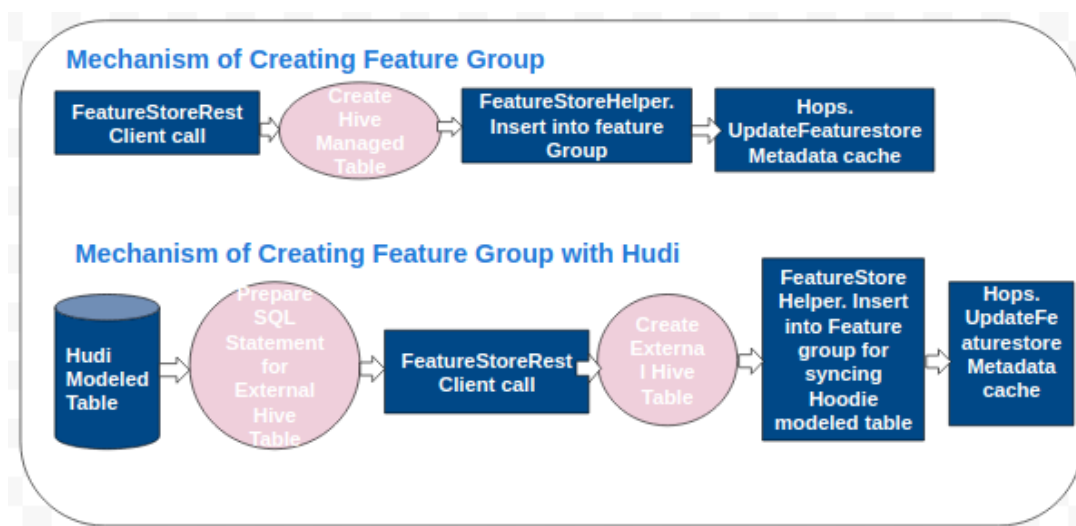 Mechanism of Creating Feature Group
FeatureStoreRest
Client call
Create
Hive
Managed
Table
FeatureStoreHelper.
Insert into feature
Group
Hops.
UpdateFeaturestore
Metadata cache
Mechanism of Creating Feature Group with Hudi
Hudi
Modeled
Table
Prepare
SQL
Statement
for
External
Hive
Table
FeatureStoreRest
Client call
Create
Externa
l Hive
Table
FeatureStore
Helper. Insert
into Feature
group for
syncing
Hoodie
modeled table
Hops.
UpdateFe
aturestore
Metadata
cache